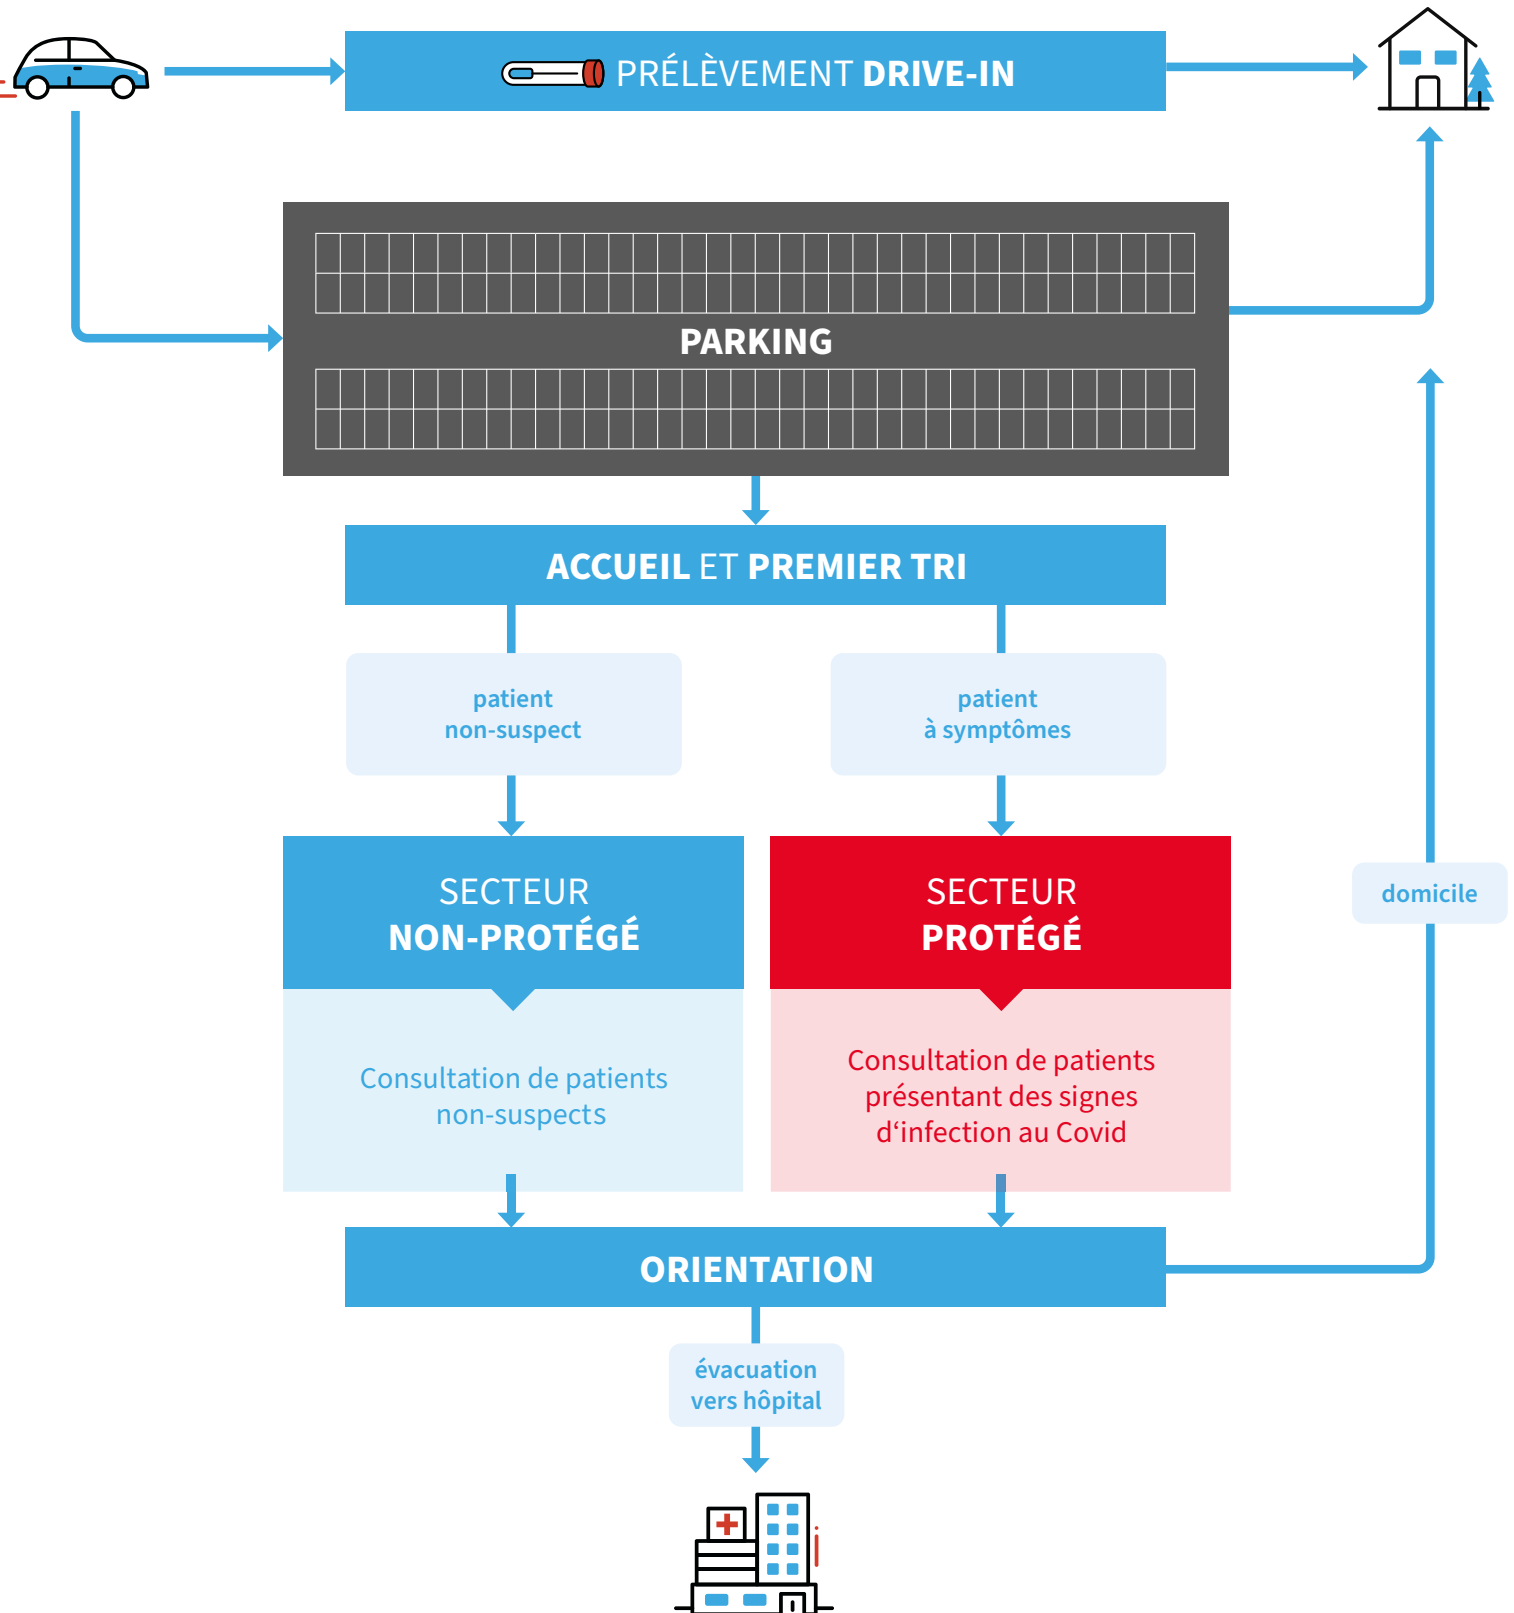 PRÉLÈVEMENT DRIVE-IN
PARKING
ACCUEIL ET PREMIER TRI
patient
non-suspect
patient
à symptômes
SECTEUR
NON-PROTÉGÉ
SECTEUR
PROTÉGÉ
domicile
Consultation de patients
non-suspects
Consultation de patients
présentant des signes
d‘infection au Covid
ORIENTATION
évacuation
vers hôpital